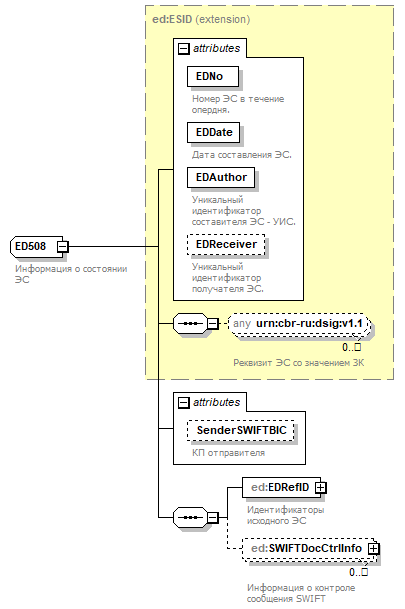 ed:ESID (extension)
attributes
EDNo
Номер ЭС в течение
опердня.
EDDate
Дата составления ЭС.
EDAuthor
Уникальный
идентификатор
составителя ЭС - УИС.
EDReceiver
Уникальный
идентификатор
получателя ЭС.
ED508
Информация о состоянии
ЭС
any urn:cbr-ru:dsig:v1.1
0..□
Реквизит ЭС со значением ЗК
attributes
SenderSWIFTBIC
КП отправителя
ed:EDRefID
Идентификаторы
исходного ЭС
ed:SWIFTDocCtrlInfo
0..□
Информация о контроле
сообщения SWIFT